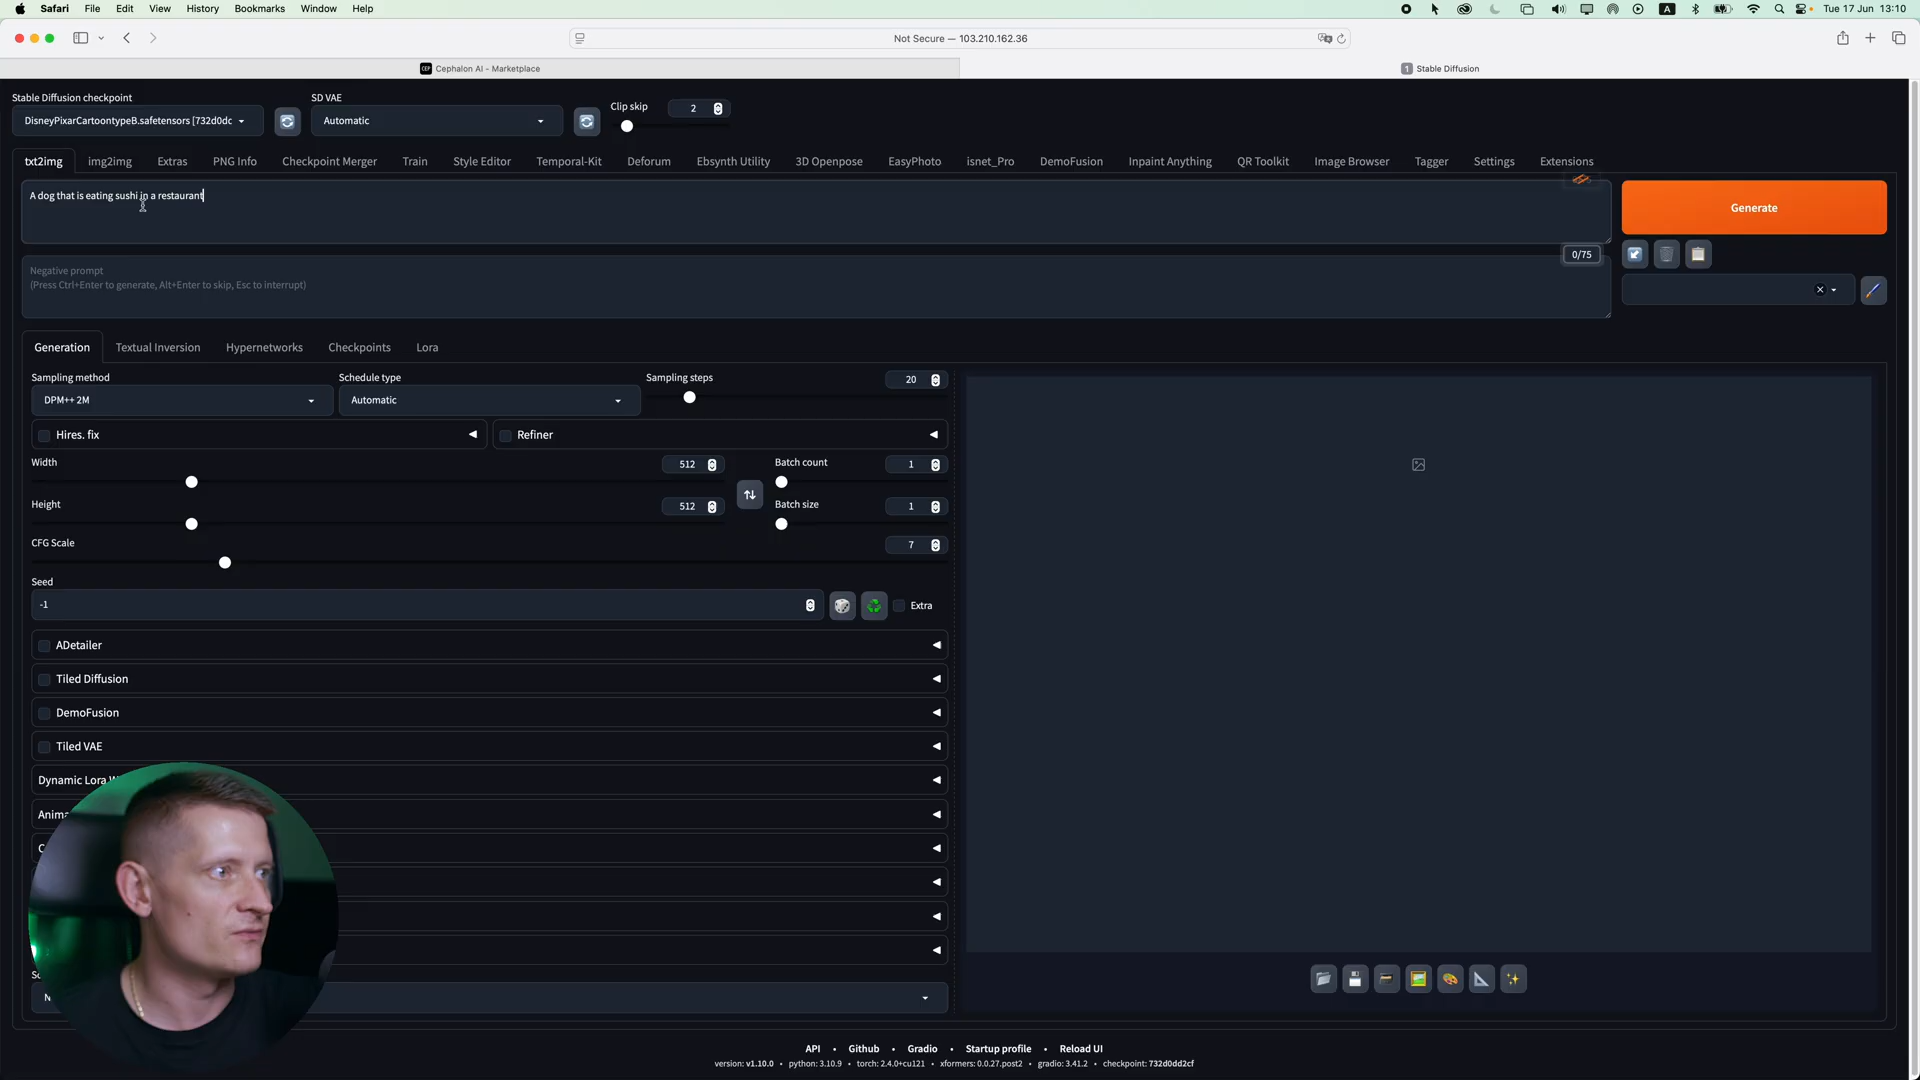 Safari File Edit View History Bookmarks Window Help A Tue 17 Jun 13:10
Not Secure — 103.210.162.36
CEP Cephalon AI - Marketplace 1 Stable Diffusion
Stable Diffusion checkpoint SD VAE Clip skip 2
DisneyPixarCartoontypeB.safetensors [732d0dc Automatic
txt2img img2img Extras PNG Info Checkpoint Merger Train Style Editor Temporal-Kit Deforum Ebsynth Utility 3D Openpose EasyPhoto isnet_Pro DemoFusion Inpaint Anything QR Toolkit Image Browser Tagger Settings Extensions
A dog that is eating sushi in a restaurant
Generate
0/75
Negative prompt
(Press Ctrl+Enter to generate, Alt+Enter to skip, Esc to interrupt)
Generation Textual Inversion Hypernetworks Checkpoints Lora
Sampling method Schedule type Sampling steps 20
DPM++ 2M Automatic
Hires. fix Refiner
Width 512 Batch count 1
Height 512 Batch size 1
CFG Scale 7
Seed
-1 Extra
ADetailer
Tiled Diffusion
DemoFusion
Tiled VAE
Dynamic Lora
API • Github • Gradio • Startup profile • Reload UI
version: v1.10.0 • python: 3.10.9 • torch: 2.4.0+cu121 • xformers: 0.0.27.post2 • gradio: 3.41.2 • checkpoint: 732d0dd2cf